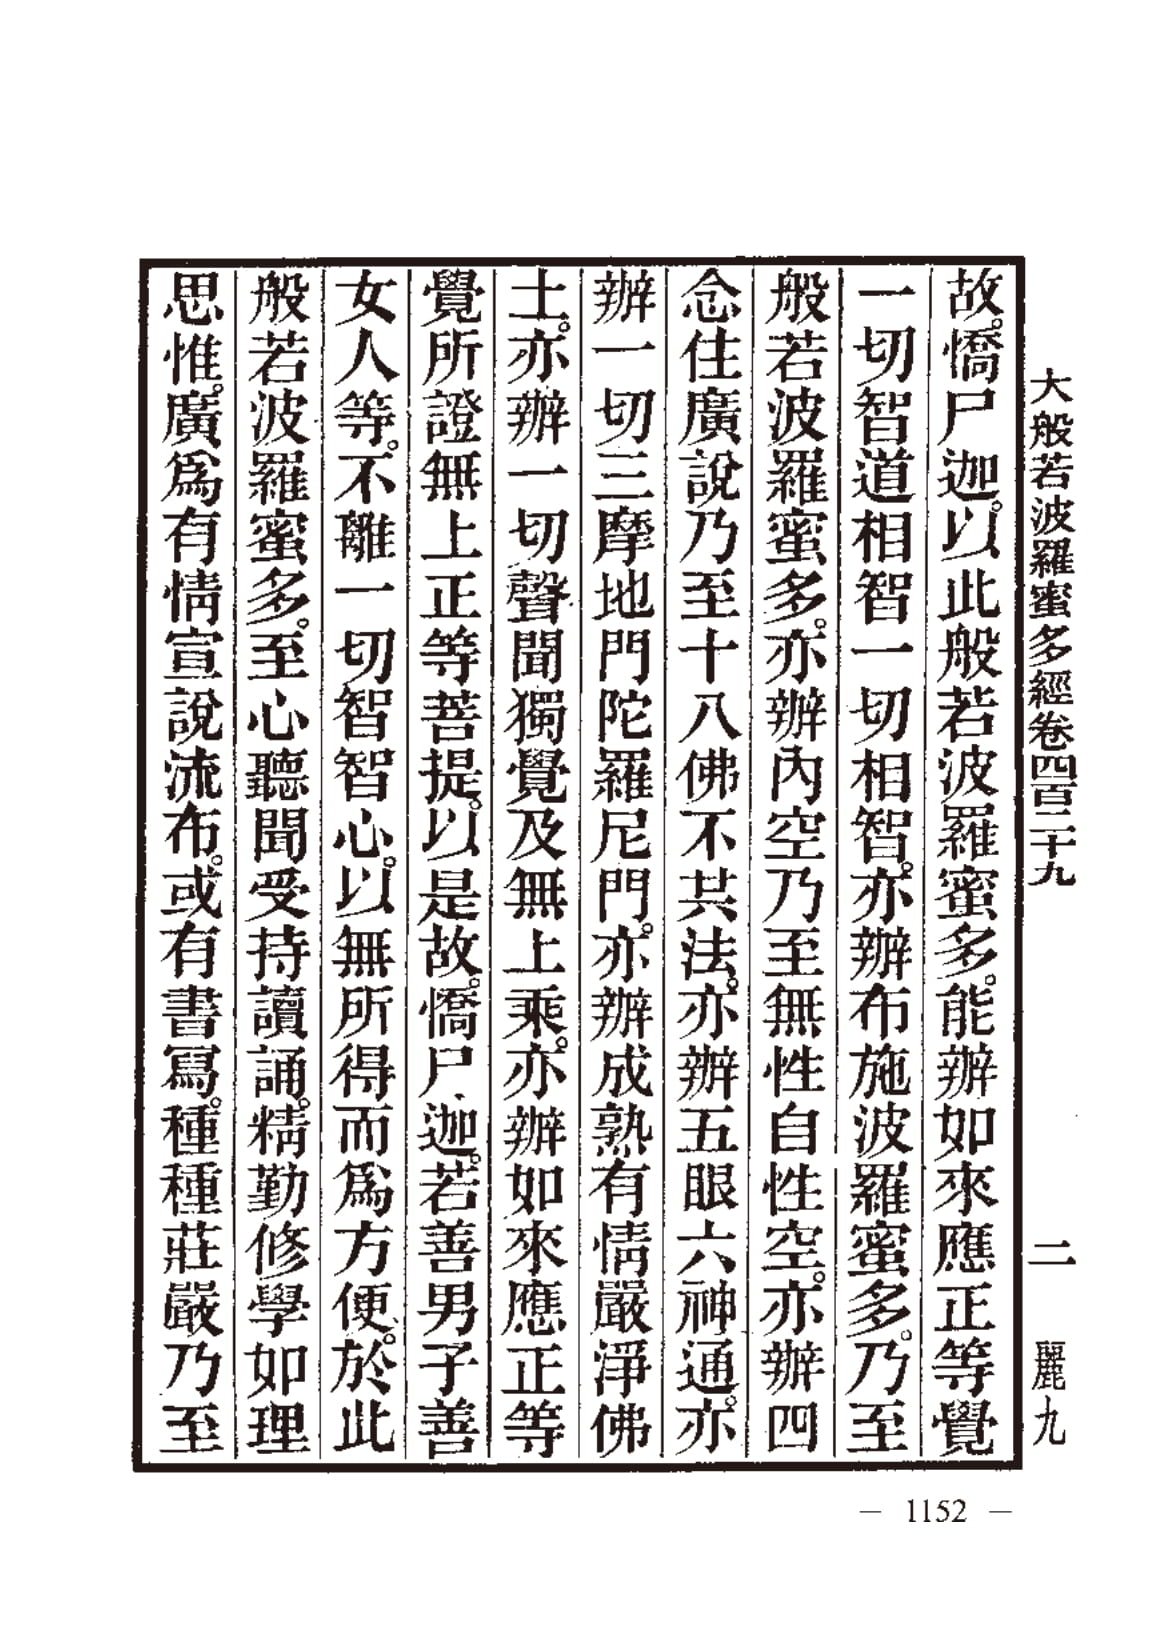 大般若波羅蜜多經卷四百二十九 二 麗九
故。憍尸迦。以此般若波羅蜜多。能辦如來應正等覺
一切智道相智一切相智。亦辦布施波羅蜜多。乃至
般若波羅蜜多。亦辦內空乃至無性自性空。亦辦四
念住廣說乃至十八佛不共法。亦辦五眼六神通。亦
辦一切三摩地門陀羅尼門。亦辦成熟有情嚴淨佛
土。亦辦一切聲聞獨覺及無上乘。亦辦如來應正等
覺所證無上正等菩提。以是故。憍尸迦。若善男子善
女人等。不離一切智智心。以無所得而爲方便。於此
般若波羅蜜多。至心聽聞受持讀誦。精勤修學如理
思惟。廣爲有情宣說流布。或有書寫。種種莊嚴乃至
— 1152 —